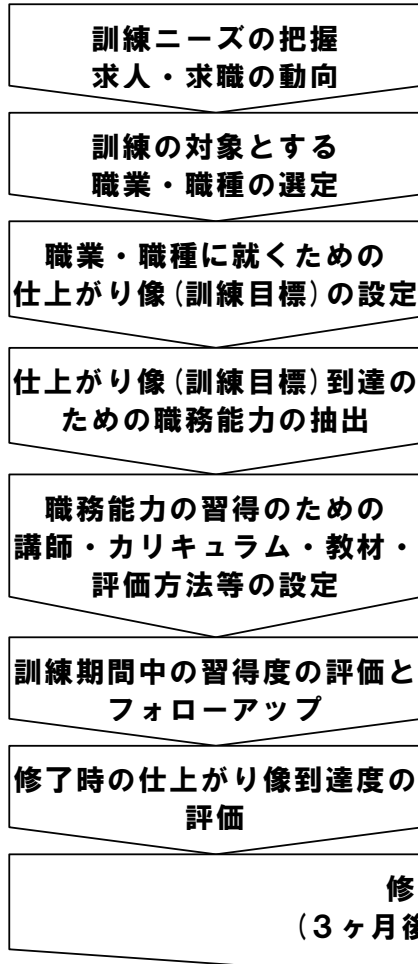 訓練ニーズの把握
求人・求職の動向
訓練の対象とする
職業・職種の選定
職業・職種に就くための
仕上がり像(訓練目標)の設定
仕上がり像(訓練目標)到達の
ための職務能力の抽出
職務能力の習得のための
講師・カリキュラム・教材・
評価方法等の設定
訓練期間中の習得度の評価と
フォローアップ
修了時の仕上がり像到達度の
評価
修
(3ヶ月後